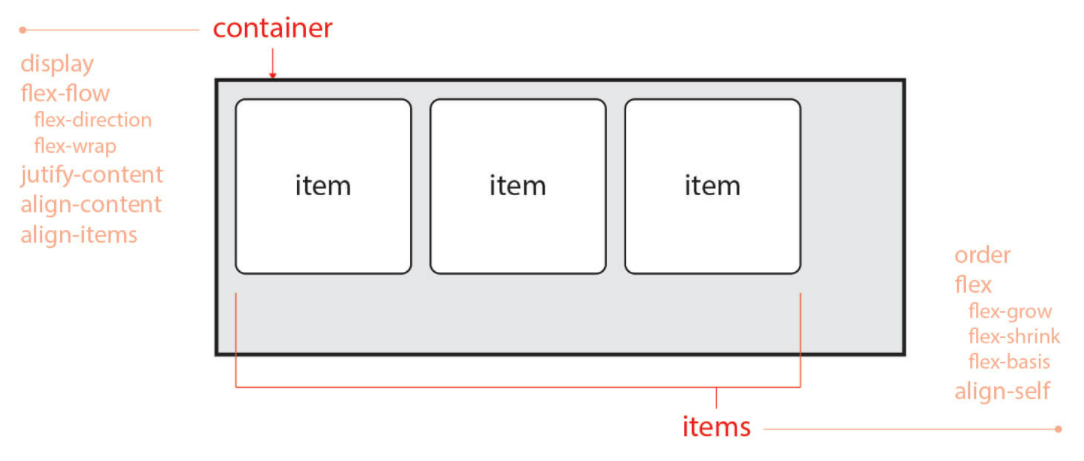 container
display
flex-flow
flex-direction
flex-wrap
jutify-content
align-content
align-items
item item item
order
flex
flex-grow
flex-shrink
flex-basis
align-self
items